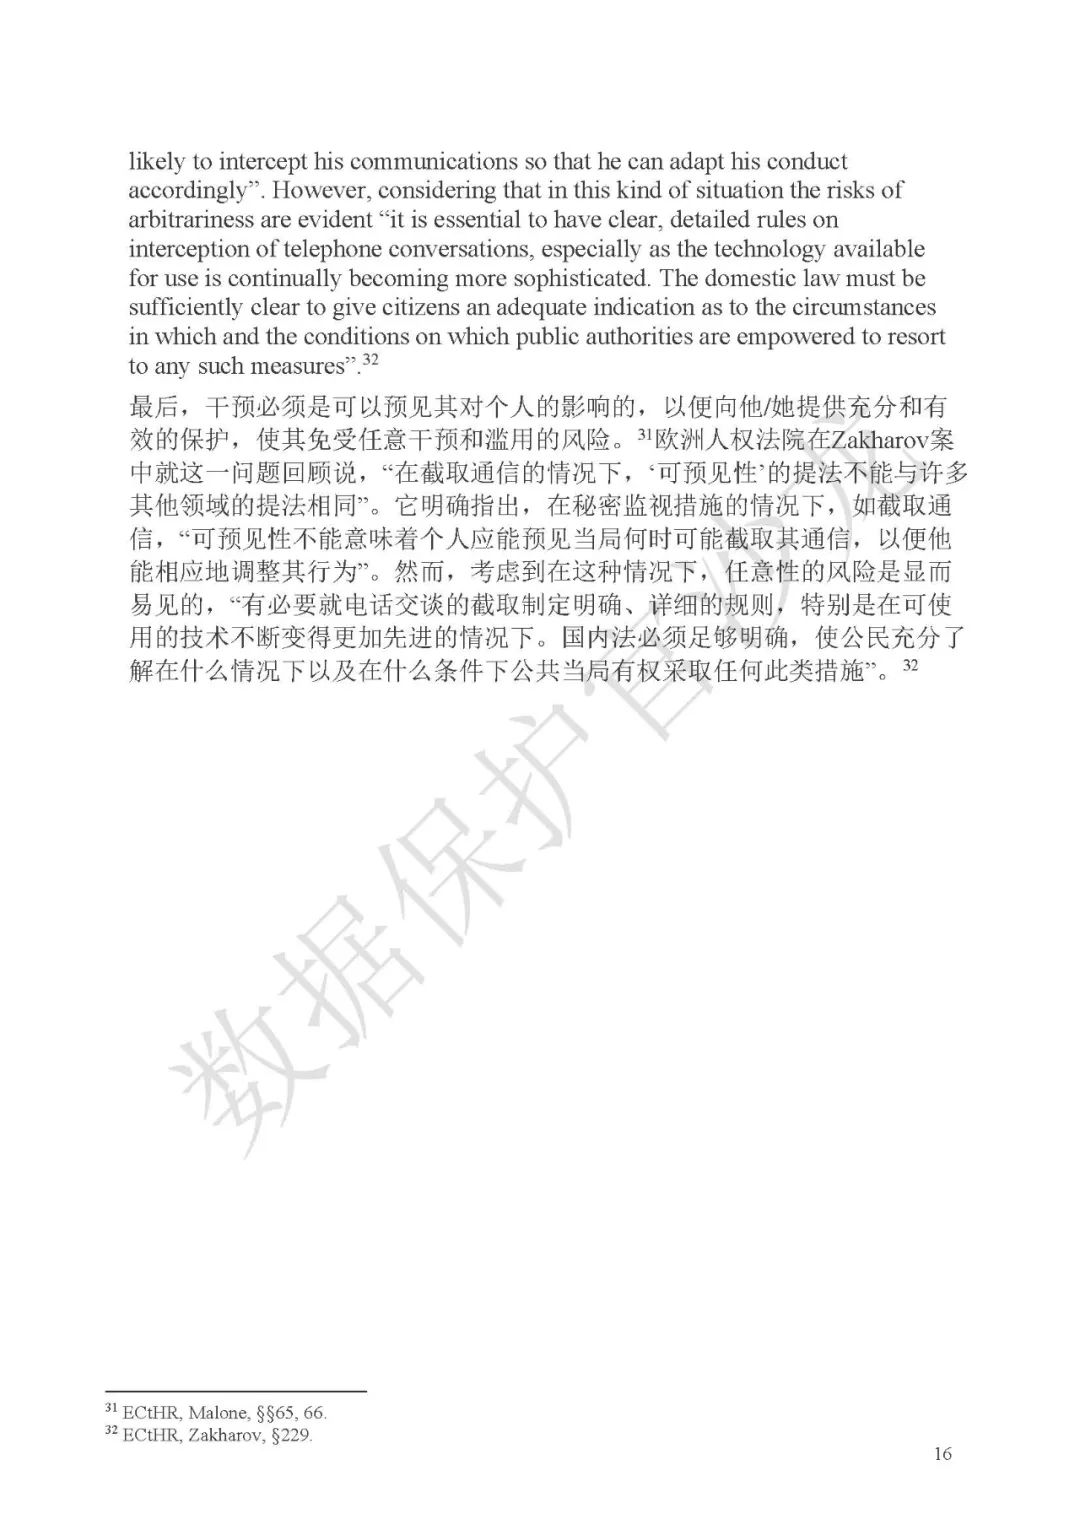 likely to intercept his communications so that he can adapt his conduct
accordingly”. However, considering that in this kind of situation the risks of
arbitrariness are evident “it is essential to have clear, detailed rules on
interception of telephone conversations, especially as the technology available
for use is continually becoming more sophisticated. The domestic law must be
sufficiently clear to give citizens an adequate indication as to the circumstances
in which and the conditions on which public authorities are empowered to resort
to any such measures”.32
最后，干预必须是可以预见其对个人的影响的，以便向他/她提供充分和有
效的保护，使其免受任意干预和滥用的风险。31欧洲人权法院在Zakharov案
中就这一问题回顾说，“在截取通信的情况下，‘可预见性’的提法不能与许多
其他领域的提法相同”。它明确指出，在秘密监视措施的情况下，如截取通
信，“可预见性不能意味着个人应能预见当局何时可能截取其通信，以便他
能相应地调整其行为”。然而，考虑到在这种情况下，任意性的风险是显而
易见的，“有必要就电话交谈的截取制定明确、详细的规则，特别是在可使
用的技术不断变得更加先进的情况下。国内法必须足够明确，使公民充分了
解在什么情况下以及在什么条件下公共当局有权采取任何此类措施”。32
数据保护官沙龙
31 ECtHR, Malone, §§65, 66.
32 ECtHR, Zakharov, §229.
16